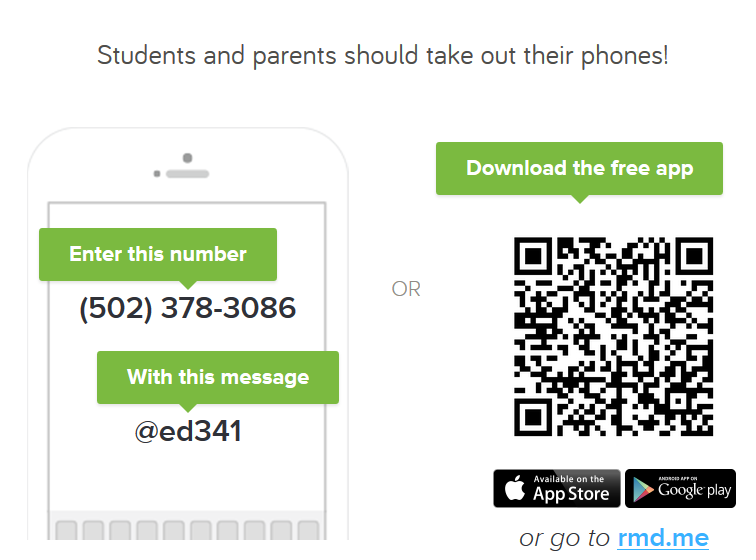 Students and parents should take out their phones!
Enter this number
(502) 378-3086
With this message
@ed341
OR
Download the free app
Available on the
App Store
ANDROID APP ON
Google play
or go to rmd.me